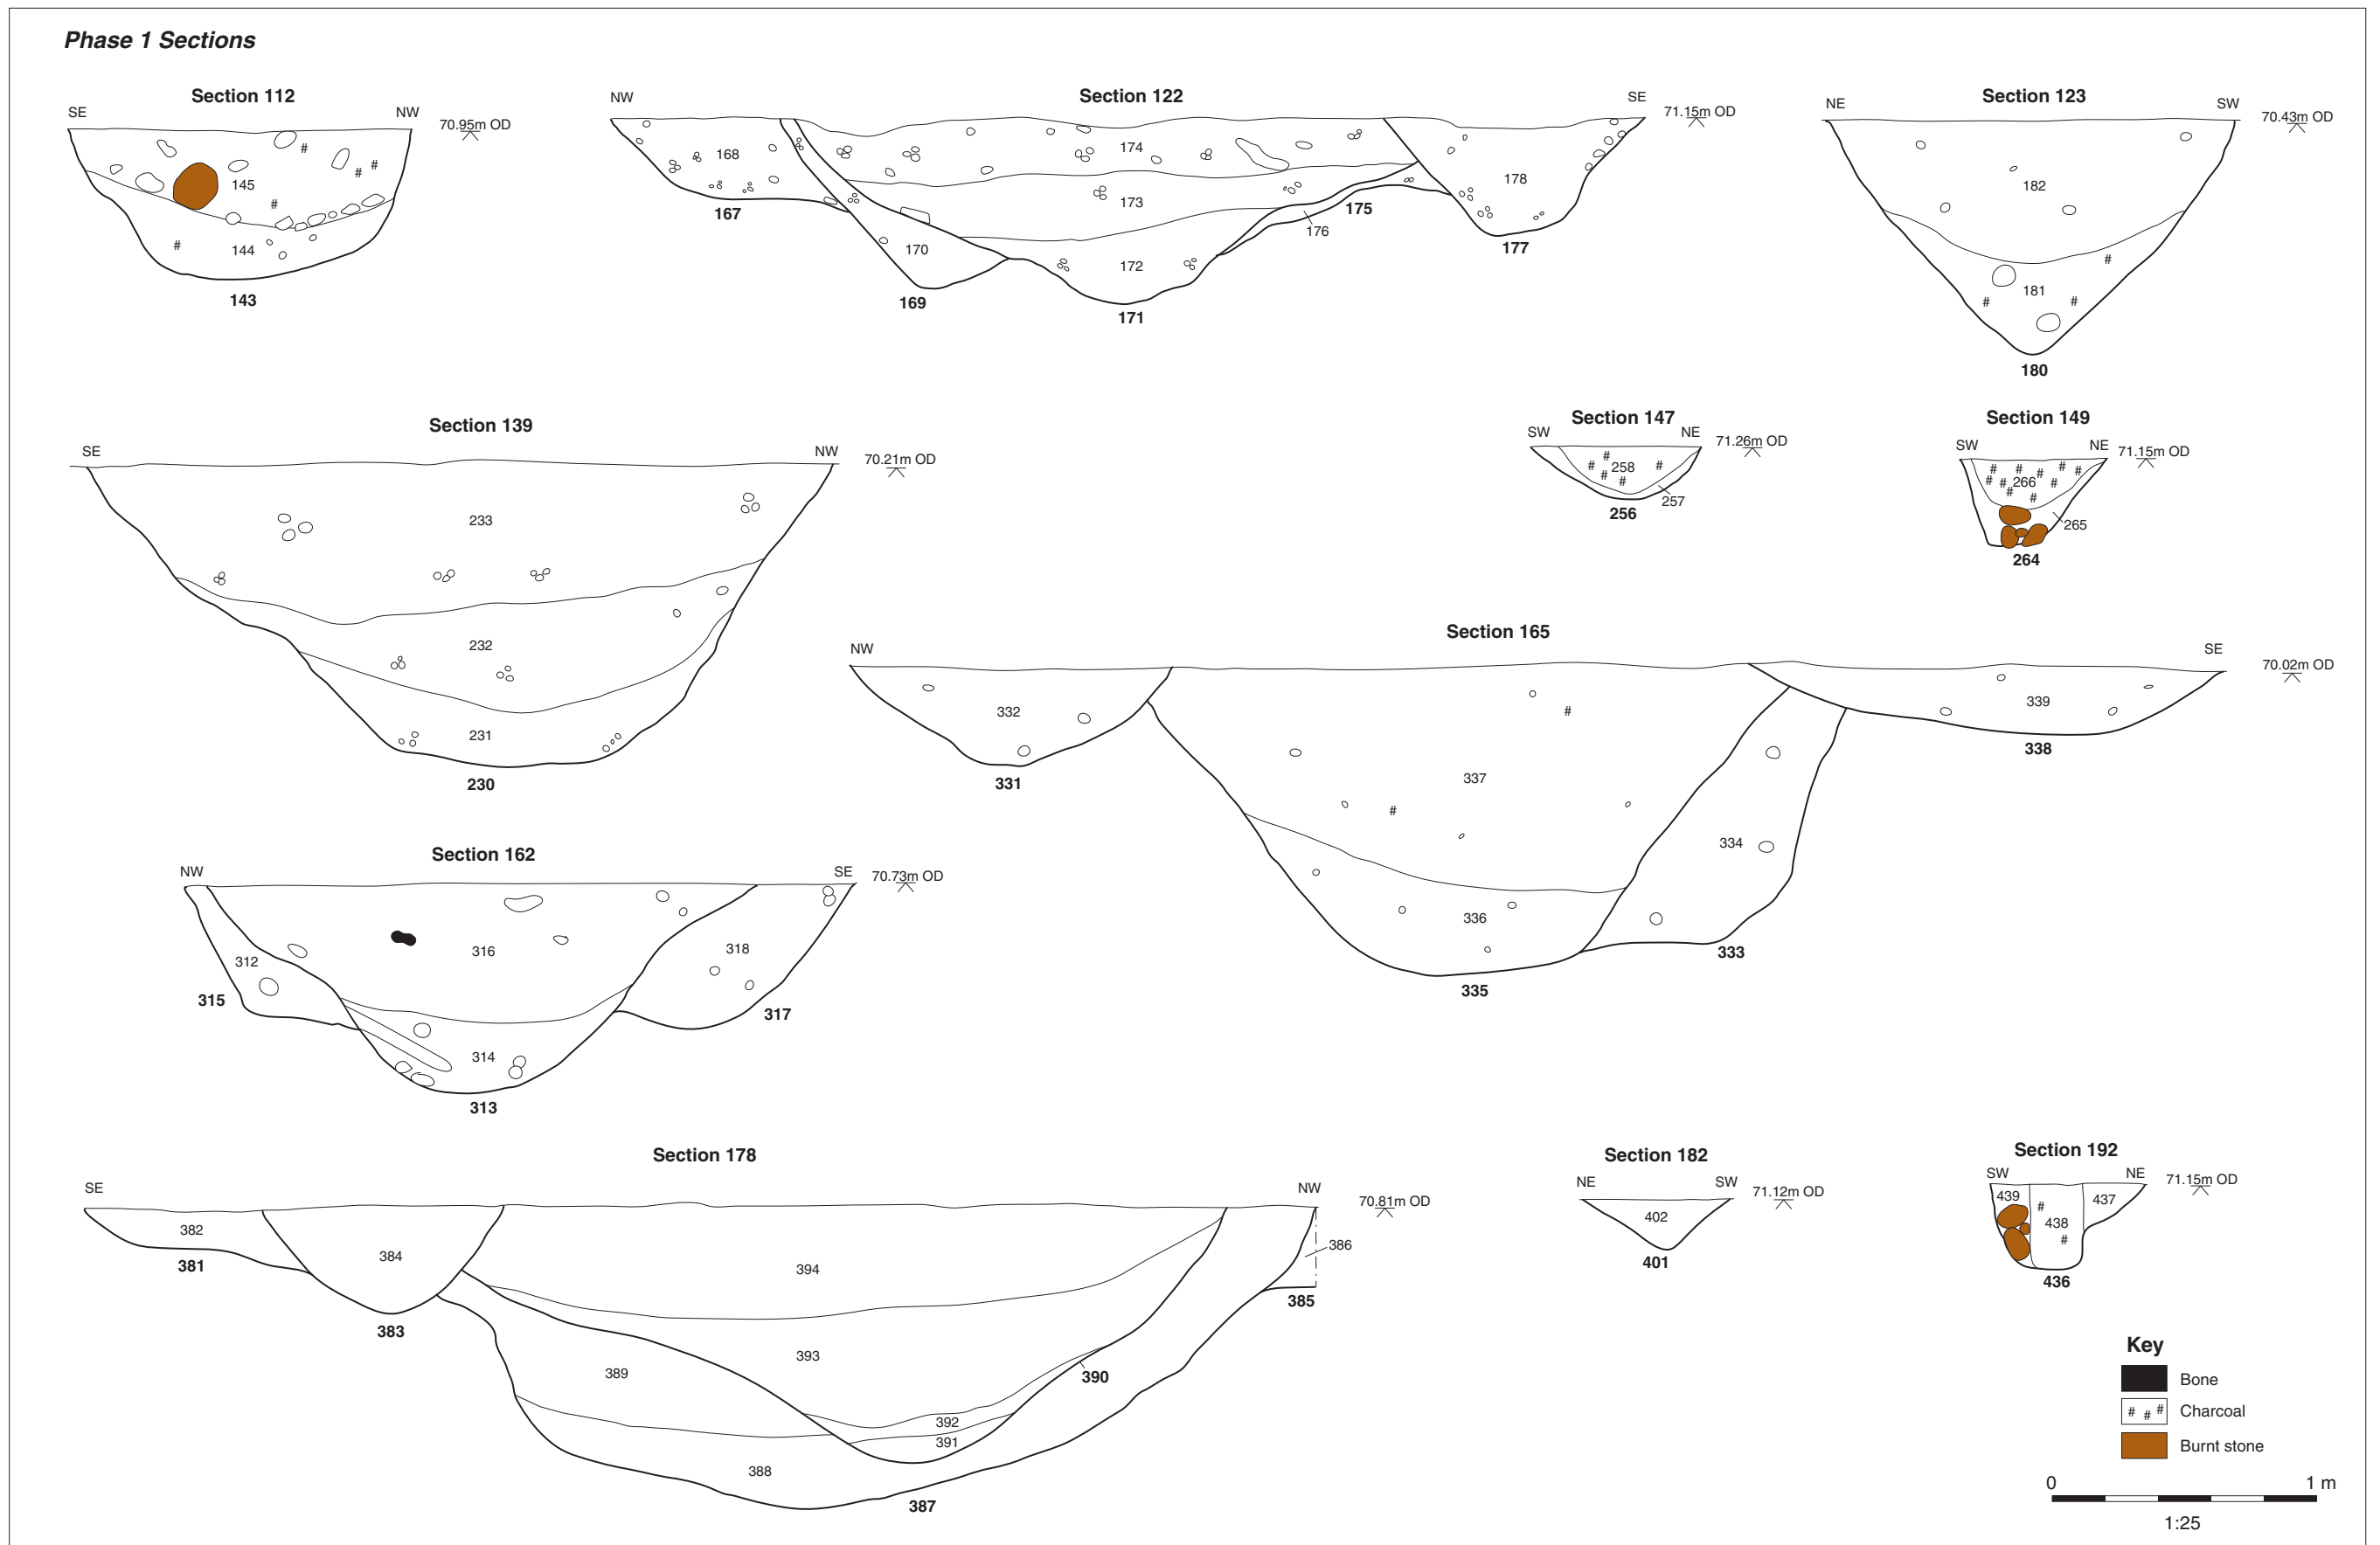 Phase 1 Sections
Section 112
SE
NW
70.95m OD
145
144
143
Section 122
NW
SE
71.15m OD
168
174
173
178
167
175
176
170
172
177
169
171
Section 123
NE
SW
70.43m OD
182
181
180
Section 139
SE
NW
70.21m OD
233
232
231
230
Section 147
SW
NE
71.26m OD
258
257
256
Section 149
SW
NE
71.15m OD
266
265
264
Section 165
NW
SE
70.02m OD
332
339
337
338
331
334
336
333
335
Section 162
NW
SE
70.73m OD
316
318
312
315
317
314
313
Section 178
SE
NW
70.81m OD
382
384
386
381
394
385
383
393
389
390
392
391
388
387
Section 182
NE
SW
71.12m OD
402
401
Section 192
SW
NE
71.15m OD
439
437
438
436
Key
Bone
# # # Charcoal
Burnt stone
0 1 m
1:25